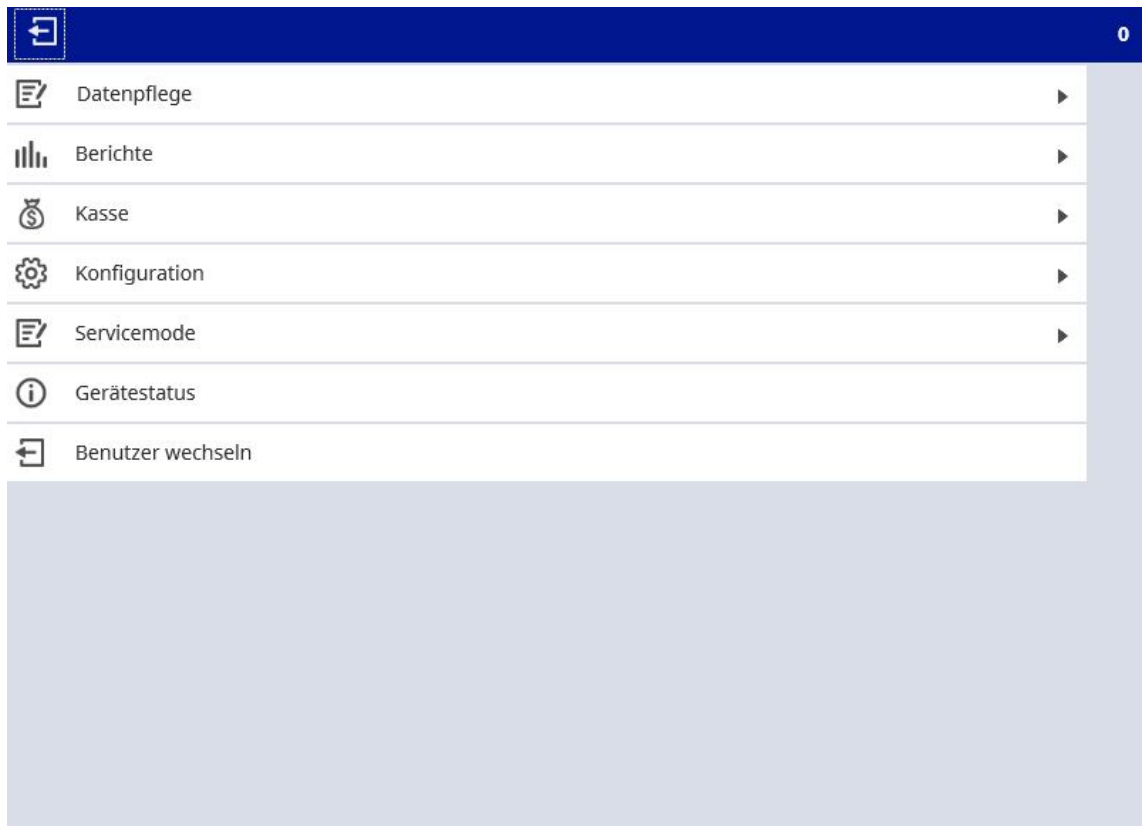 0
Datenpflege
Berichte
Kasse
Konfiguration
Servicemode
Gerätestatus
Benutzer wechseln